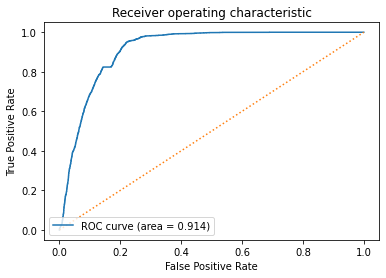 Receiver operating characteristic
True Positive Rate
1.0
0.8
0.6
0.4
0.2
0.0
ROC curve (area = 0.914)
0.0 0.2 0.4 0.6 0.8 1.0
False Positive Rate